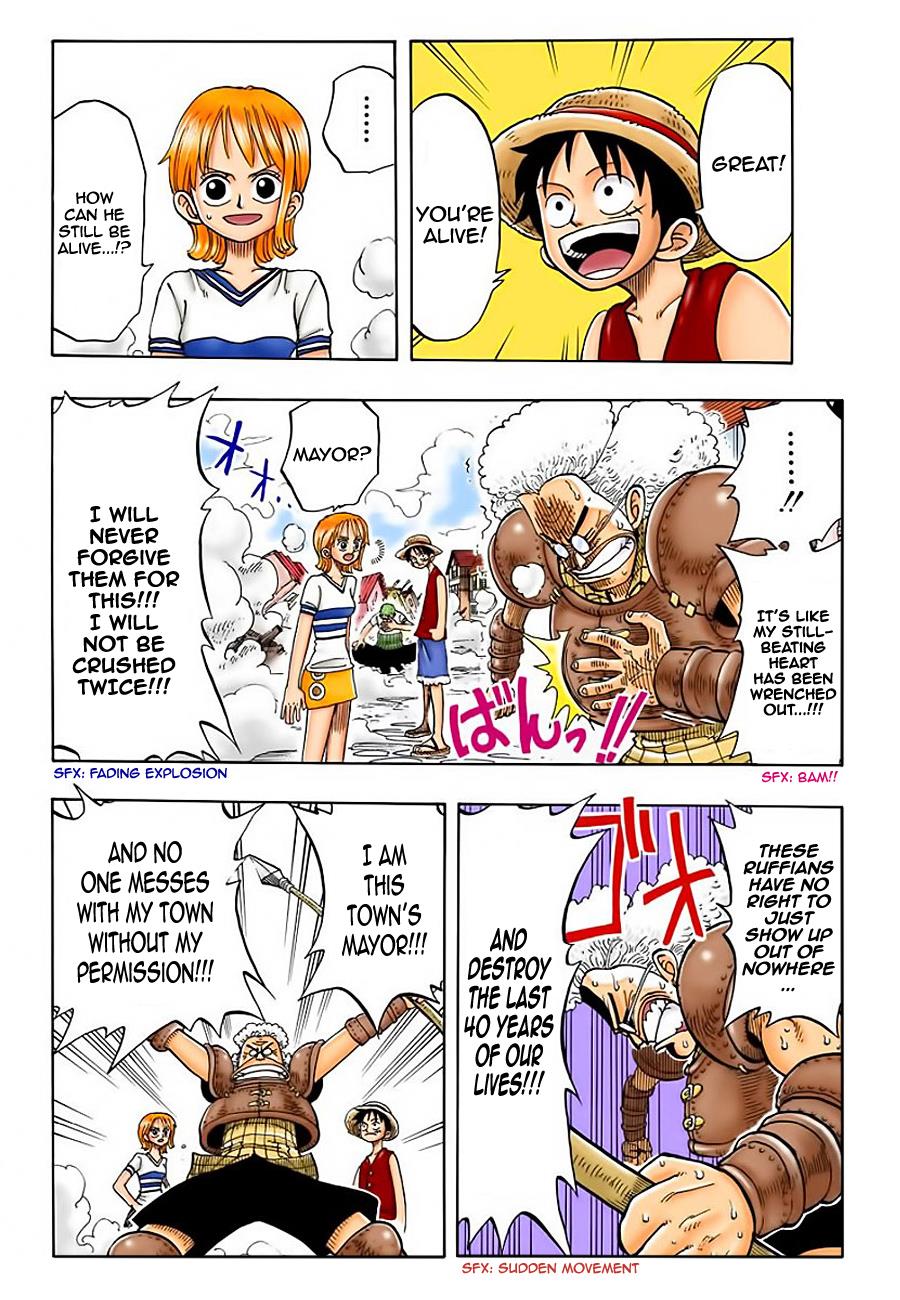 GREAT!
YOU'RE
ALIVE!
......
HOW
CAN HE
STILL BE
ALIVE...!?
......!!
IT'S LIKE
MY STILL-
BEATING
HEART
HAS BEEN
WRENCHED
OUT...!!!
MAYOR?
I WILL
NEVER
FORGIVE
THEM FOR
THIS!!!
I WILL
NOT BE
CRUSHED
TWICE!!!
ばんっ!!
SFX: FADING EXPLOSION
SFX: BAM!!
THESE
RUFFIANS
HAVE NO
RIGHT TO
JUST
SHOW UP
OUT OF
NOWHERE
...
AND
DESTROY
THE LAST
40 YEARS
OF OUR
LIVES!!!
SFX: SUDDEN MOVEMENT
I AM
THIS
TOWN'S
MAYOR!!!
AND NO
ONE MESSES
WITH MY TOWN
WITHOUT MY
PERMISSION!!!